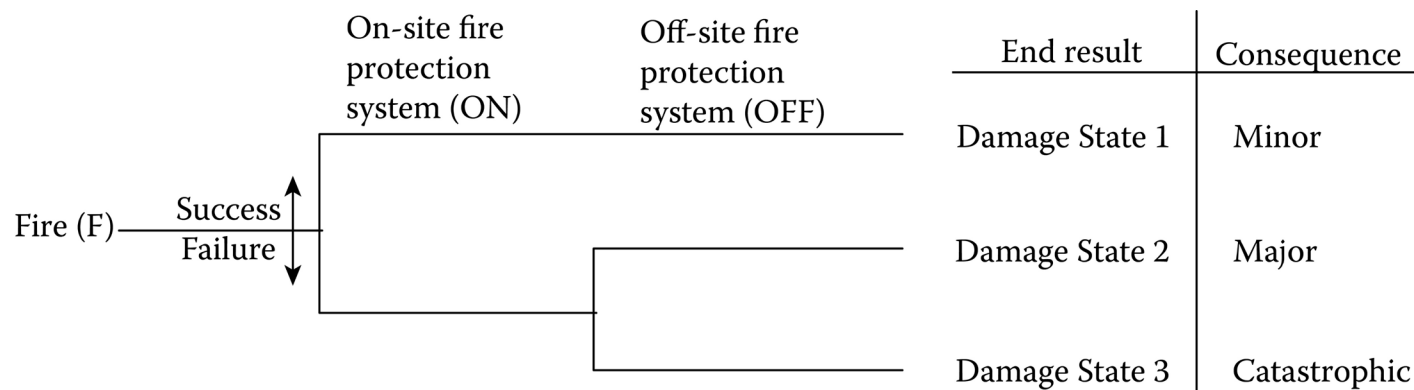 On-site fire
protection
system (ON)
Off-site fire
protection
system (OFF)
End result
Consequence
Damage State 1
Minor
Fire (F)
Success
Failure
Damage State 2
Major
Damage State 3
Catastrophic